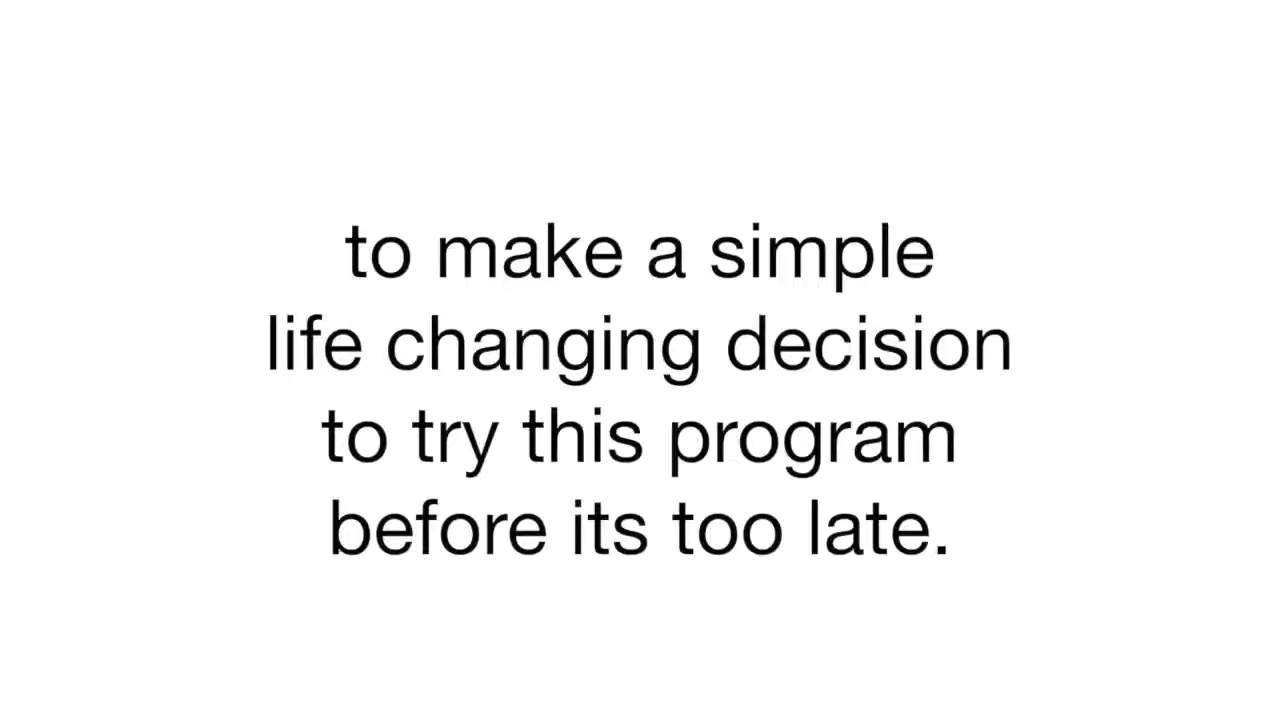 to make a simple
life changing decision
to try this program
before its too late.